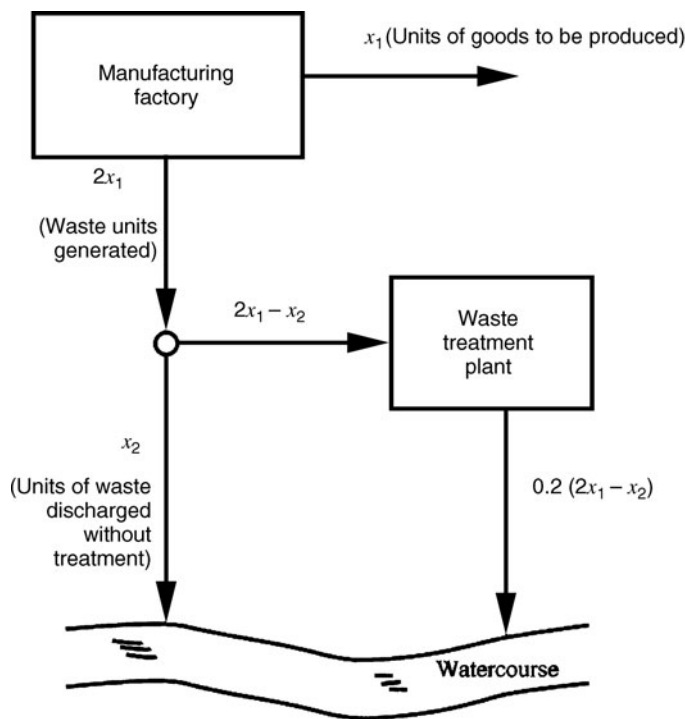 x₁ (Units of goods to be produced)
Manufacturing
factory
2x₁
(Waste units
generated)
2x₁ – x₂
Waste
treatment
plant
x₂
(Units of waste
discharged
without
treatment)
0.2 (2x₁ – x₂)
Watercourse